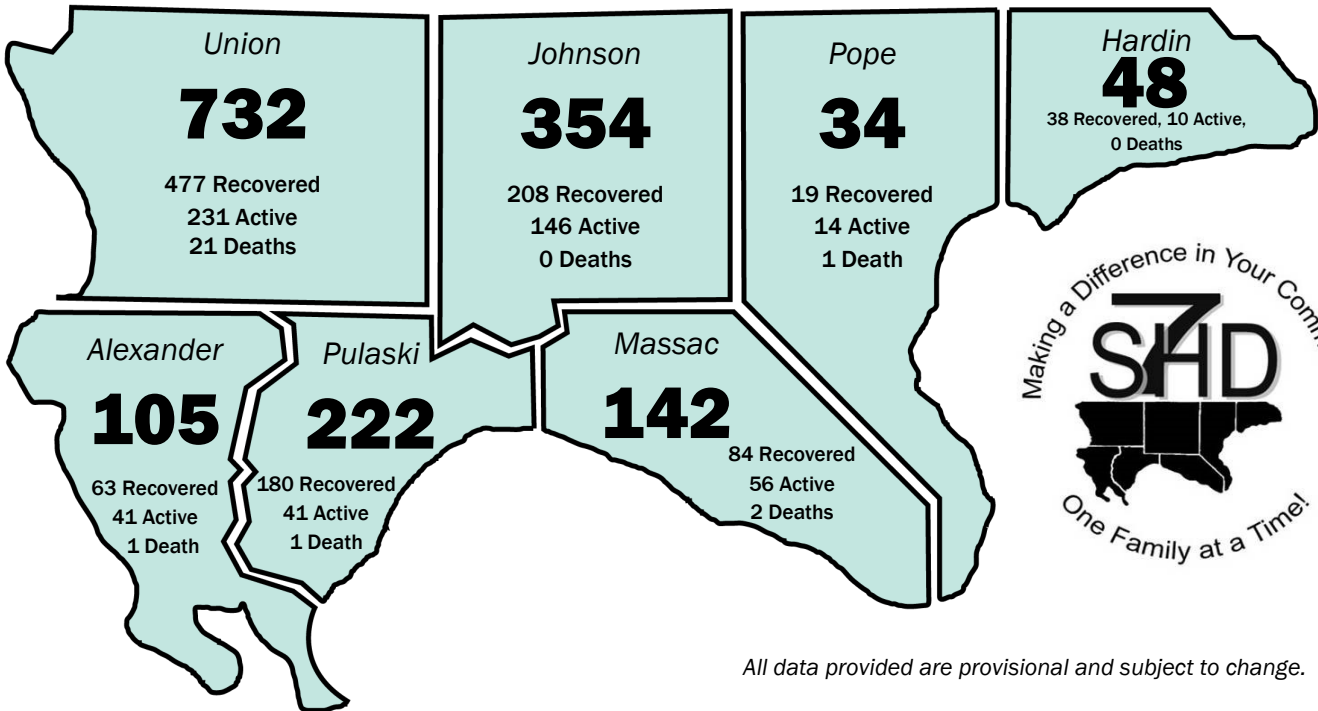 Union
732
477 Recovered
231 Active
21 Deaths
Johnson
354
208 Recovered
146 Active
0 Deaths
Pope
34
19 Recovered
14 Active
1 Death
Hardin
48
38 Recovered, 10 Active,
0 Deaths
Alexander
105
63 Recovered
41 Active
1 Death
Pulaski
222
180 Recovered
41 Active
1 Death
Massac
142
84 Recovered
56 Active
2 Deaths
Making a Difference in Your
S7HD
One Family at a Time!
All data provided are provisional and subject to change.